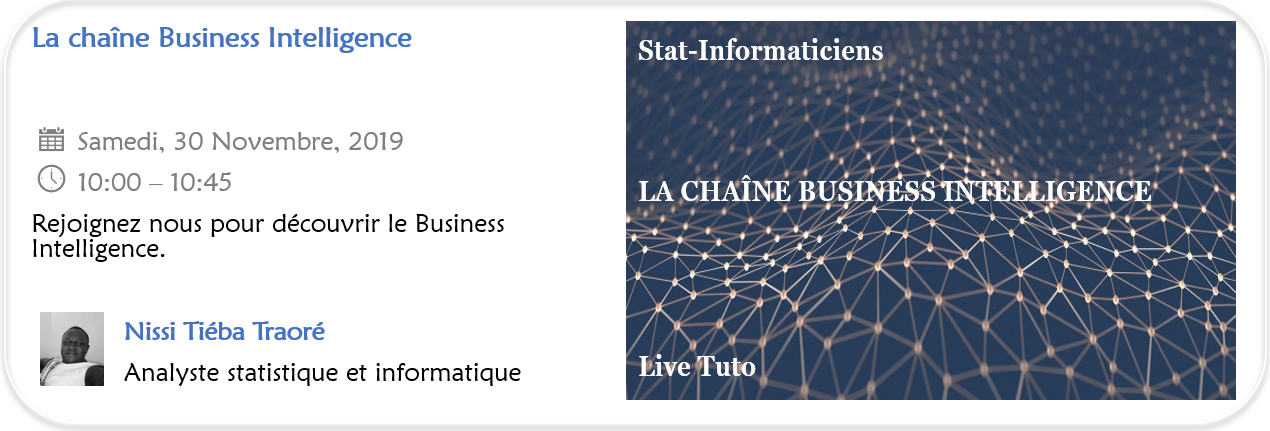 La chaîne Business Intelligence
Samedi, 30 Novembre, 2019
10:00 – 10:45
Rejoignez nous pour découvrir le Business
Intelligence.
Nissi Tiéba Traoré
Analyste statistique et informatique
Stat-Informaticiens
LA CHAÎNE BUSINESS INTELLIGENCE
Live Tuto